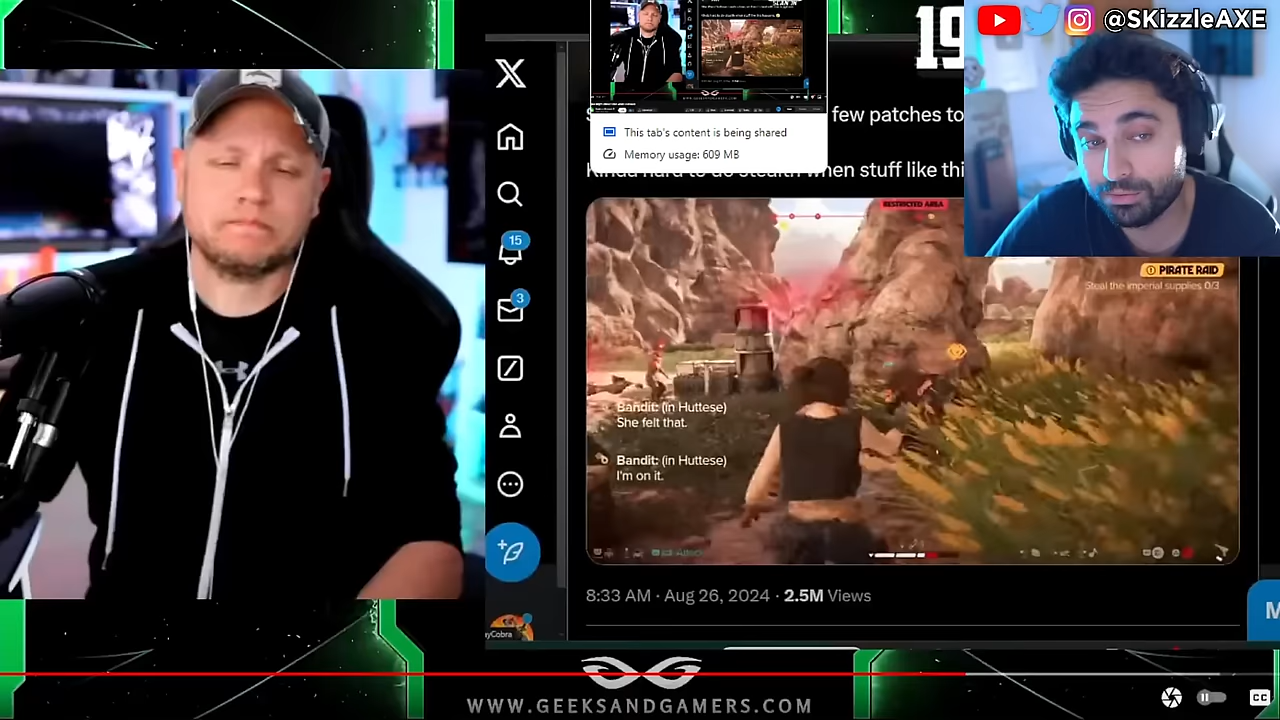 @SKizzleAXE
19
few patches to
This tab's content is being shared
Memory usage: 609 MB
Kinda hard to do stealth when stuff like thi
15
3
RESTRICTED AREA
PIRATE RAID
Steal the imperial supplies 0/3
Bandit: (in Huttese)
She felt that.
Bandit: (in Huttese)
I'm on it.
8:33 AM · Aug 26, 2024 · 2.5M Views
ayCobra
M
WWW.GEEKSANDGAMERS.COM
CC